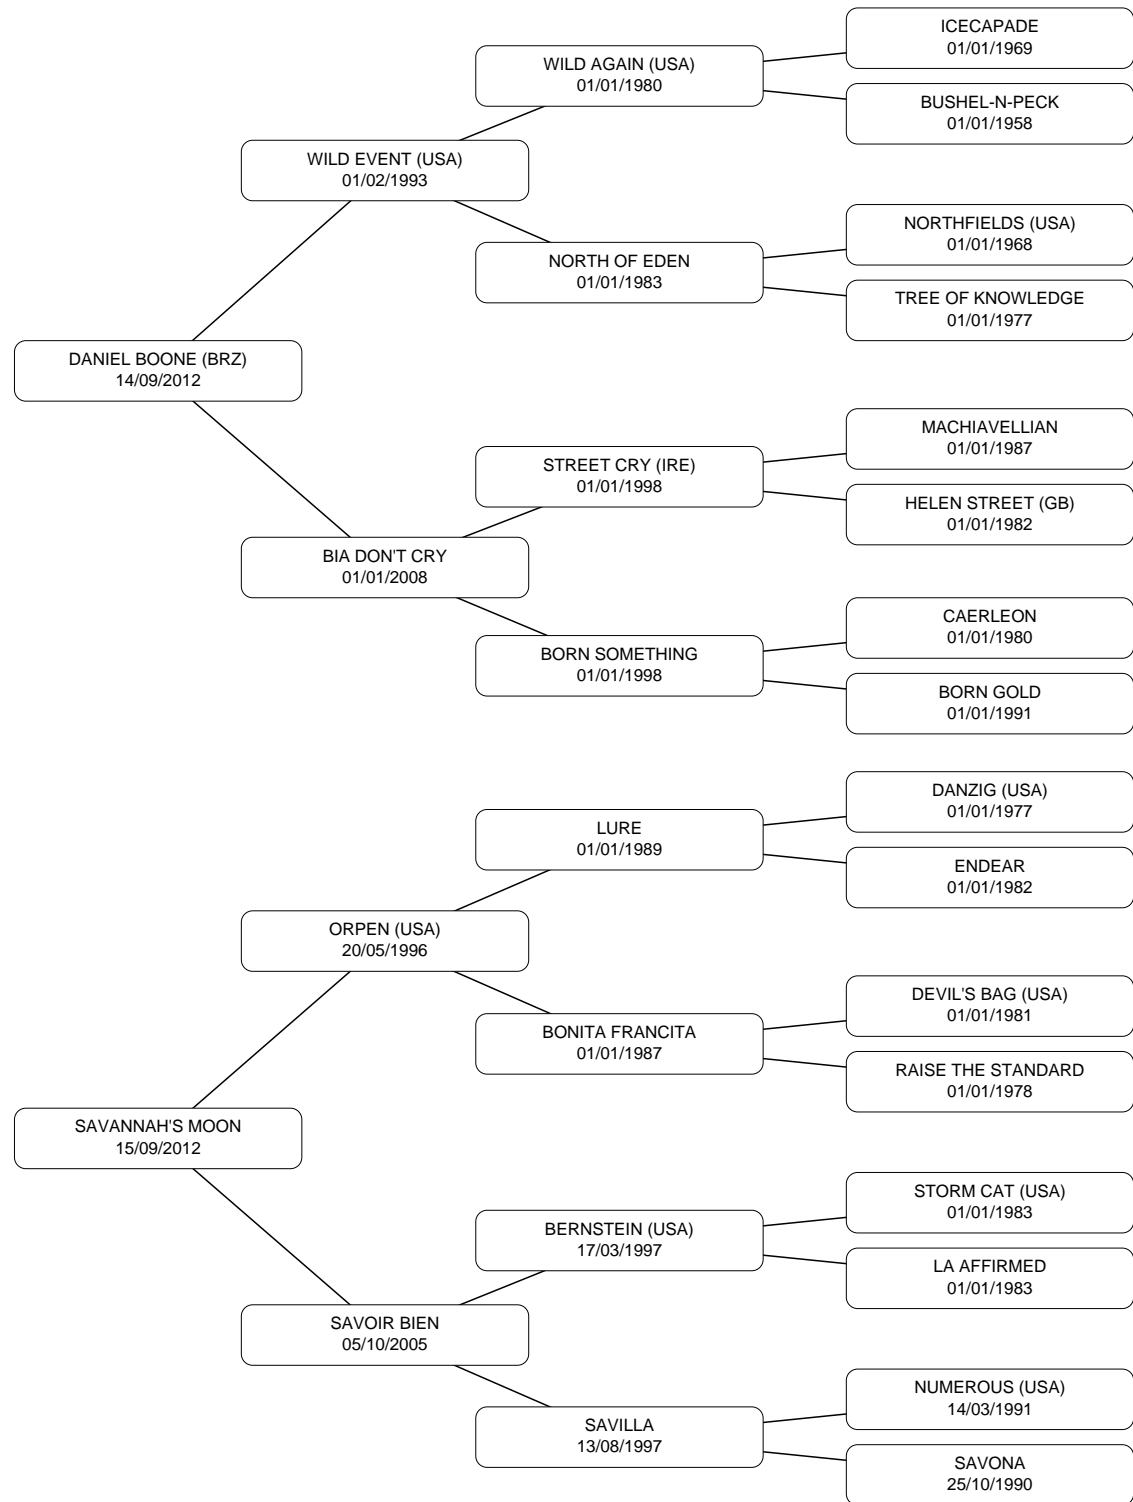 ICECAPADE
01/01/1969
WILD AGAIN (USA)
01/01/1980
BUSHEL-N-PECK
01/01/1958
WILD EVENT (USA)
01/02/1993
NORTHFIELDS (USA)
01/01/1968
NORTH OF EDEN
01/01/1983
TREE OF KNOWLEDGE
01/01/1977
DANIEL BOONE (BRZ)
14/09/2012
MACHIAVELLIAN
01/01/1987
STREET CRY (IRE)
01/01/1998
HELEN STREET (GB)
01/01/1982
BIA DON'T CRY
01/01/2008
CAERLEON
01/01/1980
BORN SOMETHING
01/01/1998
BORN GOLD
01/01/1991
DANZIG (USA)
01/01/1977
LURE
01/01/1989
ENDEAR
01/01/1982
ORPEN (USA)
20/05/1996
DEVIL'S BAG (USA)
01/01/1981
BONITA FRANCITA
01/01/1987
RAISE THE STANDARD
01/01/1978
SAVANNAH'S MOON
15/09/2012
STORM CAT (USA)
01/01/1983
BERNSTEIN (USA)
17/03/1997
LA AFFIRMED
01/01/1983
SAVOIR BIEN
05/10/2005
NUMEROUS (USA)
14/03/1991
SAVILLA
13/08/1997
SAVONA
25/10/1990